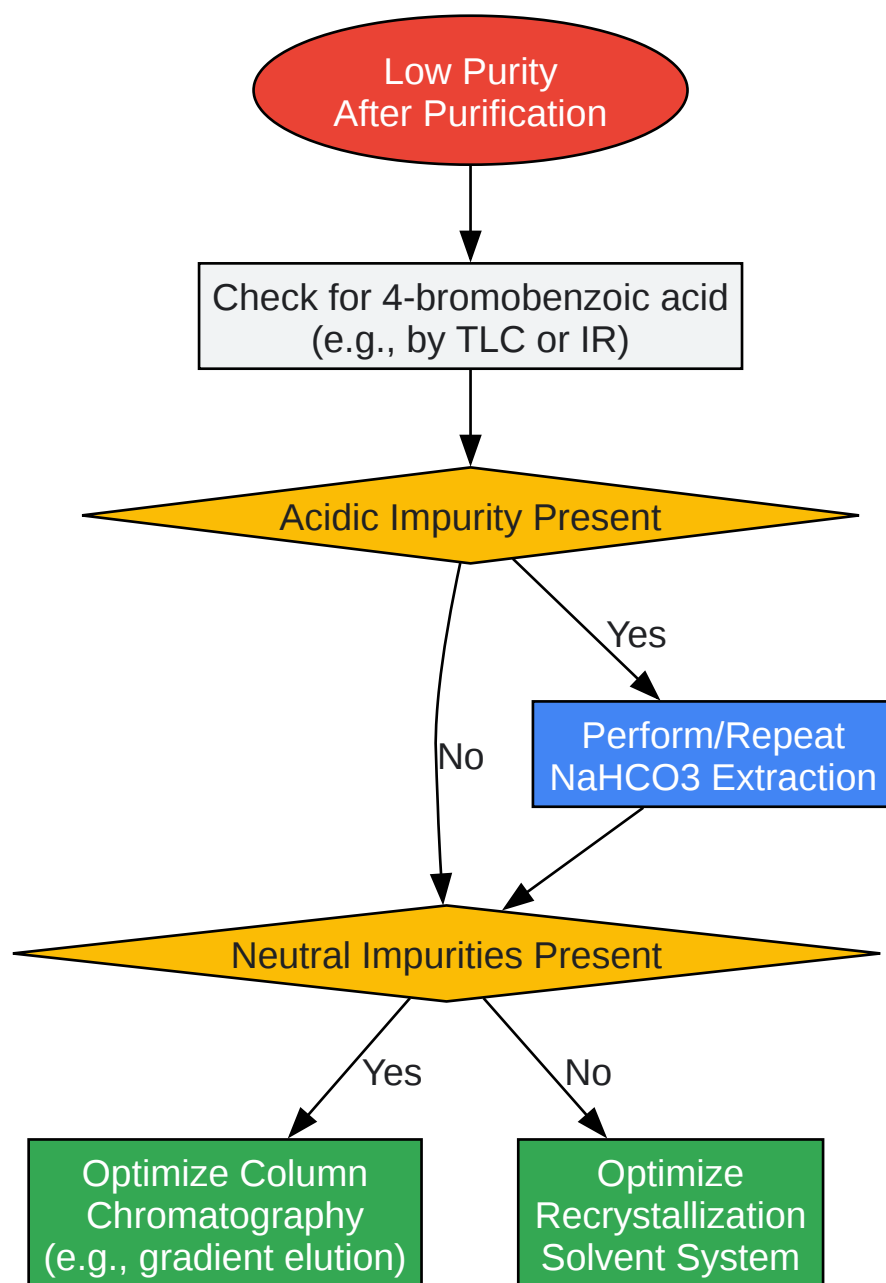 Low Purity
After Purification
Check for 4-bromobenzoic acid
(e.g., by TLC or IR)
Acidic Impurity Present
Yes
No
Perform/Repeat
NaHCO3 Extraction
Neutral Impurities Present
Yes
No
Optimize Column
Chromatography
(e.g., gradient elution)
Optimize
Recrystallization
Solvent System